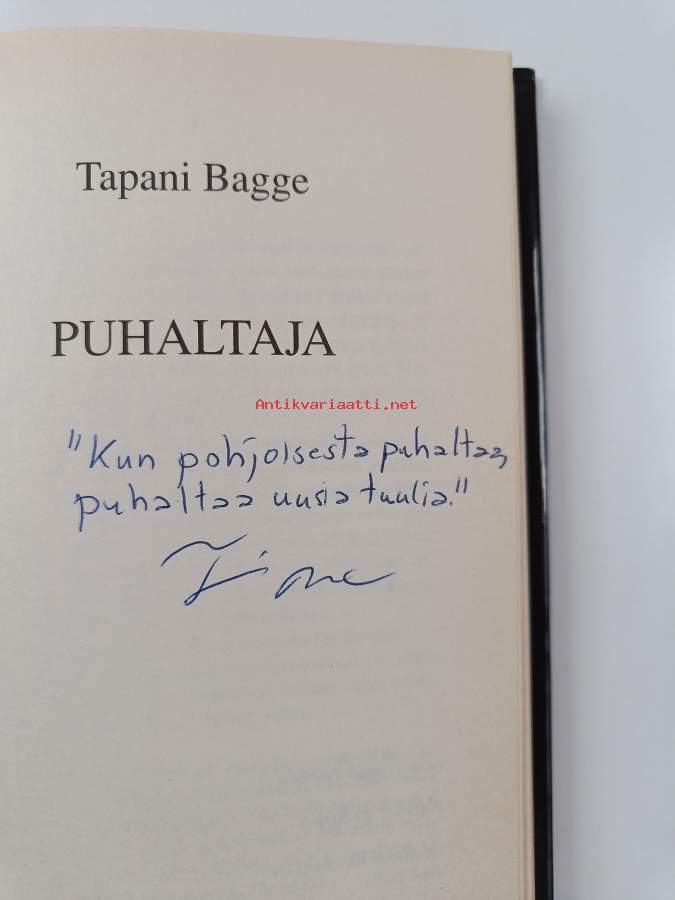 Tapani Bagge
PUHALTAJA
Antikvariaatti.net
"Kun pohjoisesta puhaltaa,
puhaltaa uusia tuulia."